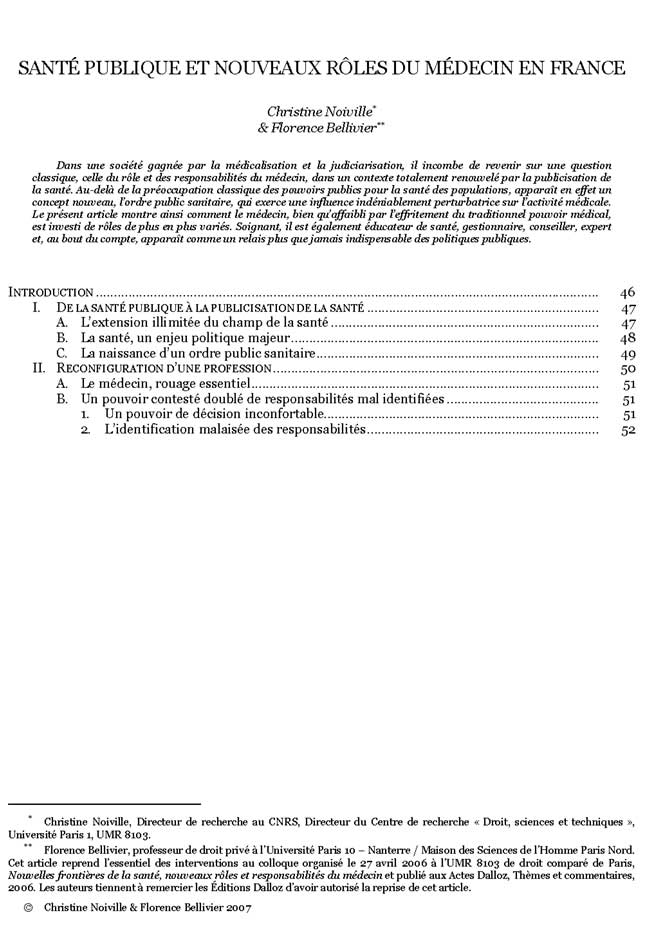 SANTÉ PUBLIQUE ET NOUVEAUX RÔLES DU MÉDECIN EN FRANCE
Christine Noiville*
& Florence Bellivier**
Dans une société gagnée par la médicalisation et la judiciarisation, il incombe de revenir sur une question
classique, celle du rôle et des responsabilités du médecin, dans un contexte totalement renouvelé par la publicisation de
la santé. Au-delà de la préoccupation classique des pouvoirs publics pour la santé des populations, apparaît en effet un
concept nouveau, l'ordre public sanitaire, qui exerce une influence indéniablement perturbatrice sur l'activité médicale.
Le présent article montre ainsi comment le médecin, bien qu'affaibli par l'effritement du traditionnel pouvoir médical,
est investi de rôles de plus en plus variés. Soignant, il est également éducateur de santé, gestionnaire, conseiller, expert
et, au bout du compte, apparaît comme un relais plus que jamais indispensable des politiques publiques.
INTRODUCTION ... 46
I. DE LA SANTÉ PUBLIQUE À LA PUBLICISATION DE LA SANTÉ ... 47
A. L'extension illimitée du champ de la santé ... 47
B. La santé, un enjeu politique majeur ... 48
C. La naissance d'un ordre public sanitaire ... 49
II. RECONFIGURATION D'UNE PROFESSION ... 50
A. Le médecin, rouage essentiel ... 51
B. Un pouvoir contesté doublé de responsabilités mal identifiées ... 51
1. Un pouvoir de décision inconfortable ... 51
2. L'identification malaisée des responsabilités ... 52
* Christine Noiville, Directeur de recherche au CNRS, Directeur du Centre de recherche « Droit, sciences et techniques »,
Université Paris 1, UMR 8103.
** Florence Bellivier, professeur de droit privé à l'Université Paris 10 – Nanterre / Maison des Sciences de l'Homme Paris Nord.
Cet article reprend l'essentiel des interventions au colloque organisé le 27 avril 2006 à l'UMR 8103 de droit comparé de Paris,
Nouvelles frontières de la santé, nouveaux rôles et responsabilités du médecin et publié aux Actes Dalloz, Thèmes et commentaires,
2006. Les auteurs tiennent à remercier les Éditions Dalloz d'avoir autorisé la reprise de cet article.
© Christine Noiville & Florence Bellivier 2007